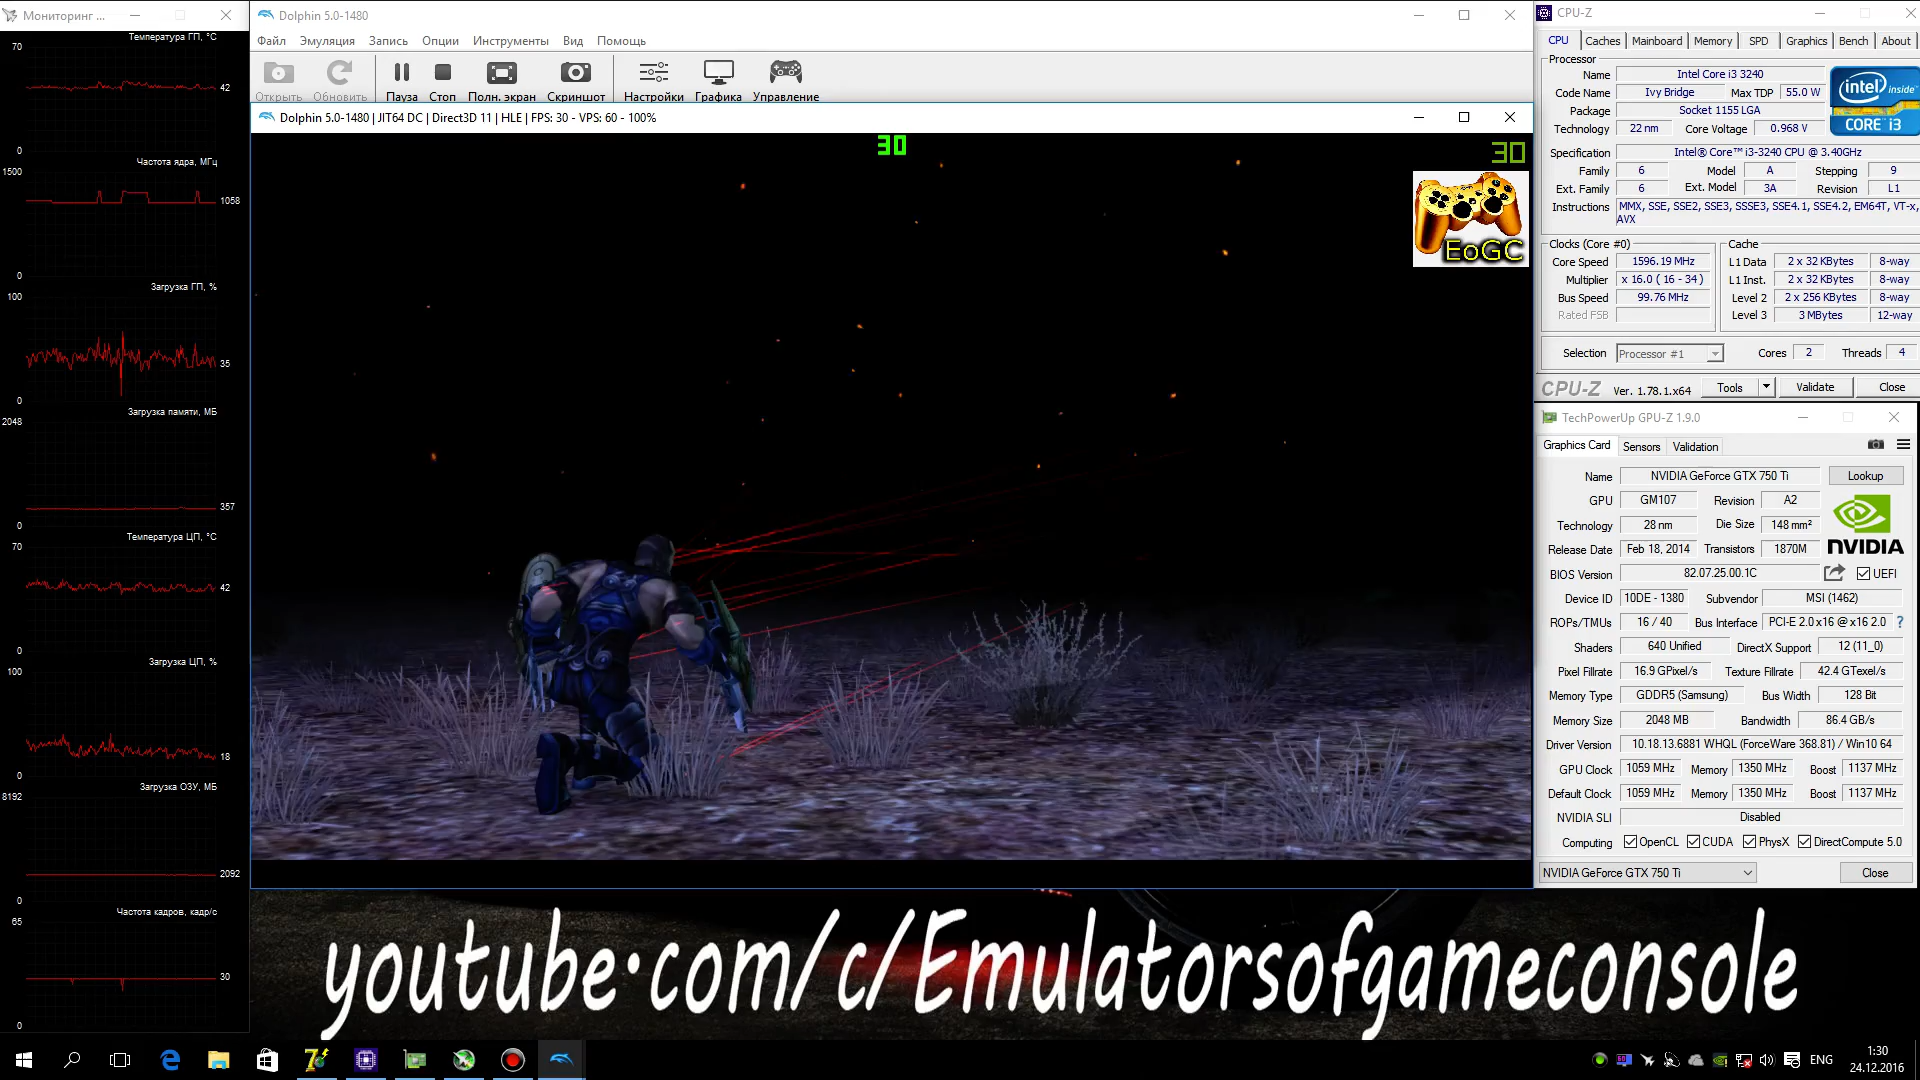 Мониторинг ...
Температура ГП, °C
70
42
0
Частота ядра, МГц
1500
1058
0
Загрузка ГП, %
100
35
0
Загрузка памяти, МБ
2048
357
0
Температура ЦП, °C
70
42
0
Загрузка ЦП, %
100
18
0
Загрузка ОЗУ, МБ
8192
2092
0
Частота кадров, кадр/с
65
30
0
Dolphin 5.0-1480
Файл Эмуляция Запись Опции Инструменты Вид Помощь
Открыть Обновить Пауза Стоп Полн. экран Скриншот Настройки Графика Управление
Dolphin 5.0-1480 | JIT64 DC | Direct3D 11 | HLE | FPS: 30 - VPS: 60 - 100%
30
30
EoGC
CPU-Z
CPU Caches Mainboard Memory SPD Graphics Bench About
Processor
Name Intel Core i3 3240
Code Name Ivy Bridge Max TDP 55.0 W
Package Socket 1155 LGA
Technology 22 nm Core Voltage 0.968 V
intel inside™
CORE i3
Specification Intel® Core™ i3-3240 CPU @ 3.40GHz
Family 6 Model A Stepping 9
Ext. Family 6 Ext. Model 3A Revision L1
Instructions MMX, SSE, SSE2, SSE3, SSSE3, SSE4.1, SSE4.2, EM64T, VT-x,
AVX
Clocks (Core #0)
Core Speed 1596.19 MHz
Multiplier x 16.0 ( 16 - 34 )
Bus Speed 99.76 MHz
Rated FSB
Cache
L1 Data 2 x 32 KBytes 8-way
L1 Inst. 2 x 32 KBytes 8-way
Level 2 2 x 256 KBytes 8-way
Level 3 3 MBytes 12-way
Selection Processor #1 Cores 2 Threads 4
CPU-Z Ver. 1.78.1.x64 Tools Validate Close
TechPowerUp GPU-Z 1.9.0
Graphics Card Sensors Validation
Name NVIDIA GeForce GTX 750 Ti Lookup
GPU GM107 Revision A2
Technology 28 nm Die Size 148 mm²
Release Date Feb 18, 2014 Transistors 1870M
NVIDIA
BIOS Version 82.07.25.00.1C UEFI
Device ID 10DE - 1380 Subvendor MSI (1462)
ROPs/TMUs 16 / 40 Bus Interface PCI-E 2.0 x16 @ x16 2.0 ?
Shaders 640 Unified DirectX Support 12 (11_0)
Pixel Fillrate 16.9 GPixel/s Texture Fillrate 42.4 GTexel/s
Memory Type GDDR5 (Samsung) Bus Width 128 Bit
Memory Size 2048 MB Bandwidth 86.4 GB/s
Driver Version 10.18.13.6881 WHQL (ForceWare 368.81) / Win10 64
GPU Clock 1059 MHz Memory 1350 MHz Boost 1137 MHz
Default Clock 1059 MHz Memory 1350 MHz Boost 1137 MHz
NVIDIA SLI Disabled
Computing OpenCL CUDA PhysX DirectCompute 5.0
NVIDIA GeForce GTX 750 Ti Close
youtube.com/c/Emulatorsofgameconsole
ENG
1:30
24.12.2016